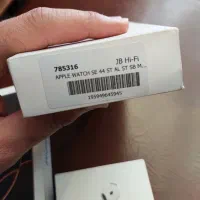 785316 JB Hi-Fi
APPLE WATCH SE 44 ST AL ST SB M...